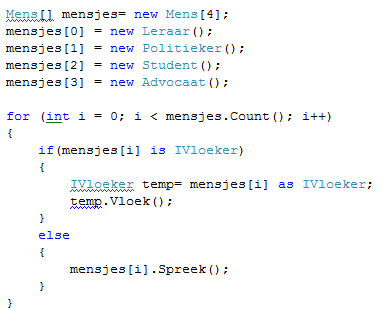 Mens[] mensjes= new Mens[4];
mensjes[0] = new Leraar();
mensjes[1] = new Politieker();
mensjes[2] = new Student();
mensjes[3] = new Advocaat();
for (int i = 0; i < mensjes.Count(); i++)
{
if(mensjes[i] is IVloeker)
{
IVloeker temp= mensjes[i] as IVloeker;
temp.Vloek();
}
else
{
mensjes[i].Spreek();
}
}